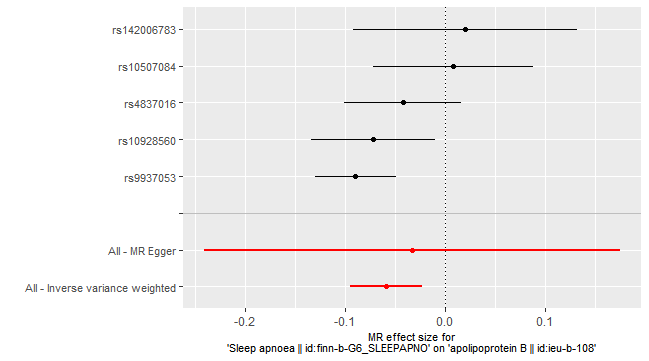 rs142006783
rs10507084
rs4837016
rs10928560
rs9937053
All - MR Egger
All - Inverse variance weighted
-0.2 -0.1 0.0 0.1
MR effect size for
'Sleep apnoea || id:finn-b-G6_SLEEPAPNO' on 'apolipoprotein B || id:ieu-b-108'